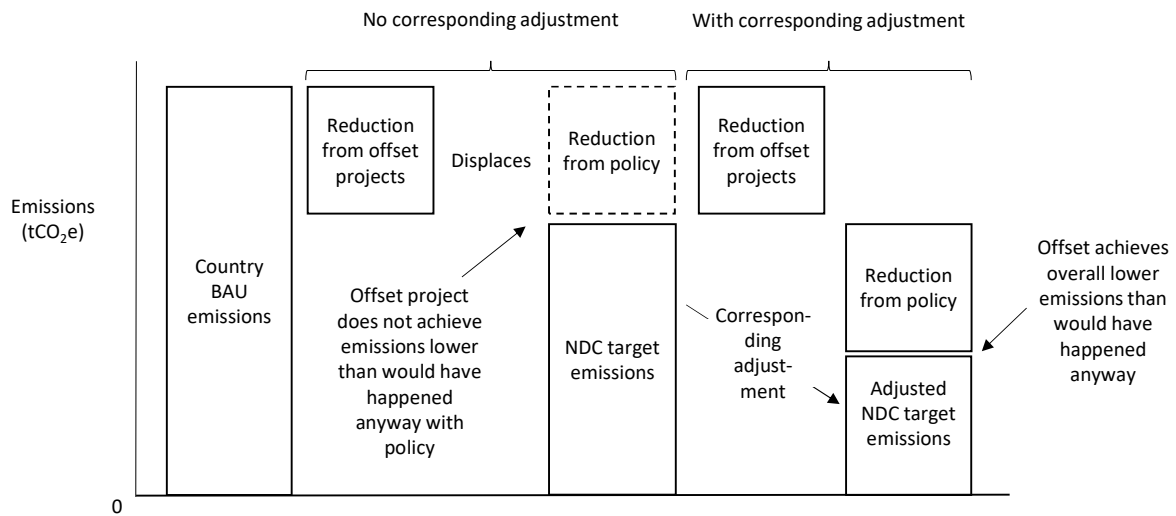 No corresponding adjustment
With corresponding adjustment
Emissions
(tCO₂e)
0
Country
BAU
emissions
Reduction
from offset
projects
Displaces
Reduction
from policy
Offset project
does not achieve
emissions lower
than would have
happened
anyway with
policy
NDC target
emissions
Reduction
from offset
projects
Correspon-
ding
adjust-
ment
Reduction
from policy
Adjusted
NDC target
emissions
Offset achieves
overall lower
emissions than
would have
happened
anyway